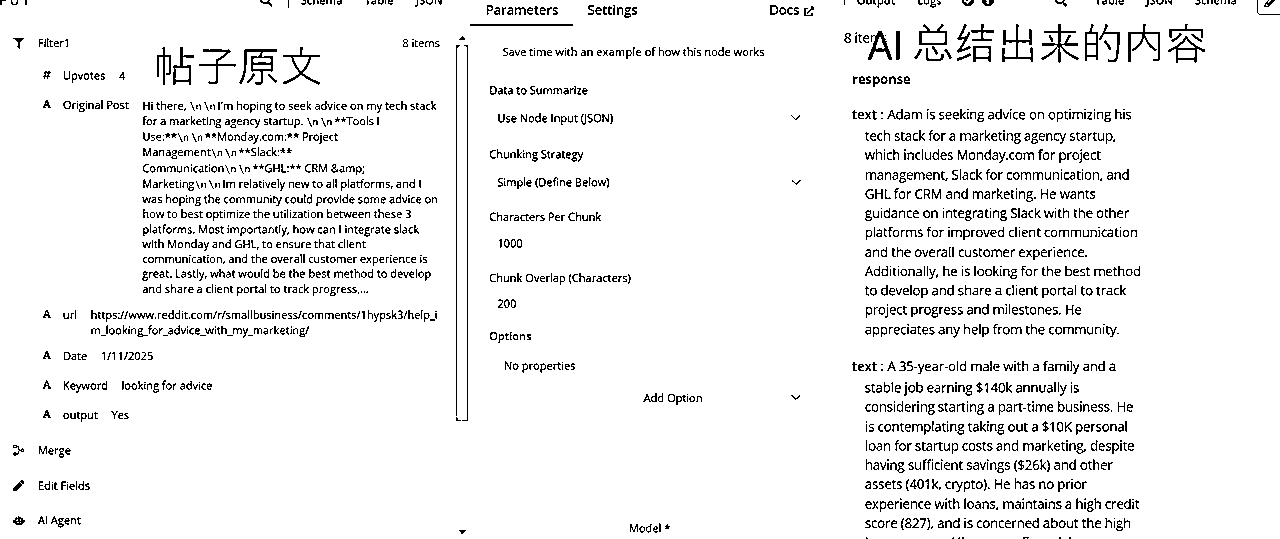 Schema Table JSON
Filter1
8 items
帖子原文
# Upvotes 4
A Original Post
Hi there, \n \n I'm hoping to seek advice on my tech stack
for a marketing agency startup. \n \n **Tools I
Use:**\n \n **Monday.com:** Project
Management\n \n **Slack:**
Communication\n \n **GHL:** CRM &amp;
Marketing\n \n Im relatively new to all platforms, and I
was hoping the community could provide some advice on
how to best optimize the utilization between these 3
platforms. Most importantly, how can I integrate slack
with Monday and GHL, to ensure that client
communication, and the overall customer experience is
great. Lastly, what would be the best method to develop
and share a client portal to track progress,...
A url https://www.reddit.com/r/smallbusiness/comments/1hypsk3/help_i
m_looking_for_advice_with_my_marketing/
A Date 1/11/2025
A Keyword looking for advice
A output Yes
Merge
Edit Fields
AI Agent
Parameters Settings Docs
Save time with an example of how this node works
Data to Summarize
Use Node Input (JSON)
Chunking Strategy
Simple (Define Below)
Characters Per Chunk
1000
Chunk Overlap (Characters)
200
Options
No properties
Add Option
Model *
Output Logs Table JSON Schema
8 items
AI 总结出来的内容
response
text : Adam is seeking advice on optimizing his
tech stack for a marketing agency startup,
which includes Monday.com for project
management, Slack for communication, and
GHL for CRM and marketing. He wants
guidance on integrating Slack with the other
platforms for improved client communication
and the overall customer experience.
Additionally, he is looking for the best method
to develop and share a client portal to track
project progress and milestones. He
appreciates any help from the community.
text : A 35-year-old male with a family and a
stable job earning $140k annually is
considering starting a part-time business. He
is contemplating taking out a $10K personal
loan for startup costs and marketing, despite
having sufficient savings ($26k) and other
assets (401k, crypto). He has no prior
experience with loans, maintains a high credit
score (827), and is concerned about the high